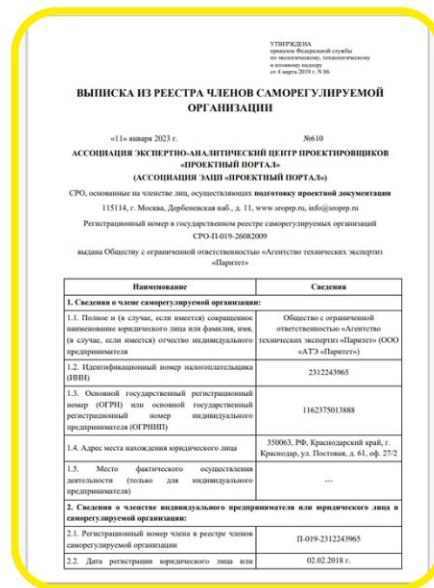 УТВЕРЖДЕНА
приказом Федеральной службы
по экологическому, технологическому
и атомному надзору
от 4 марта 2019 г. N 86
ВЫПИСКА ИЗ РЕЕСТРА ЧЛЕНОВ САМОРЕГУЛИРУЕМОЙ
ОРГАНИЗАЦИИ
«11» января 2023 г. №610
АССОЦИАЦИЯ ЭКСПЕРТНО-АНАЛИТИЧЕСКИЙ ЦЕНТР ПРОЕКТИРОВЩИКОВ
«ПРОЕКТНЫЙ ПОРТАЛ»
(АССОЦИАЦИЯ ЭАЦП «ПРОЕКТНЫЙ ПОРТАЛ»)
СРО, основанные на членстве лиц, осуществляющих подготовку проектной документации
115114, г. Москва, Дербеневская наб., д. 11, www.sroprp.ru, info@sroprp.ru
Регистрационный номер в государственном реестре саморегулируемых организаций
СРО-П-019-26082009
выдана Обществу с ограниченной ответственностью «Агентство технических экспертиз
«Паритет»
Наименование Сведения
1. Сведения о члене саморегулируемой организации:
1.1. Полное и (в случае, если имеется) сокращенное
наименование юридического лица или фамилия, имя,
(в случае, если имеется) отчество индивидуального
предпринимателя
Общество с ограниченной
ответственностью «Агентство
технических экспертиз «Паритет» (ООО
«АТЭ «Паритет»)
1.2. Идентификационный номер налогоплательщика
(ИНН)
2312243965
1.3. Основной государственный регистрационный
номер (ОГРН) или основной государственный
регистрационный номер индивидуального
предпринимателя (ОГРНИП)
1162375013888
1.4. Адрес места нахождения юридического лица
350063, РФ, Краснодарский край, г.
Краснодар, ул. Постовая, д. 61, оф. 27/2
1.5. Место фактического осуществления
деятельности (только для индивидуального
предпринимателя)
---
2. Сведения о членстве индивидуального предпринимателя или юридического лица в
саморегулируемой организации:
2.1. Регистрационный номер члена в реестре членов
саморегулируемой организации
П-019-2312243965
2.2. Дата регистрации юридического лица или
02.02.2018 г.